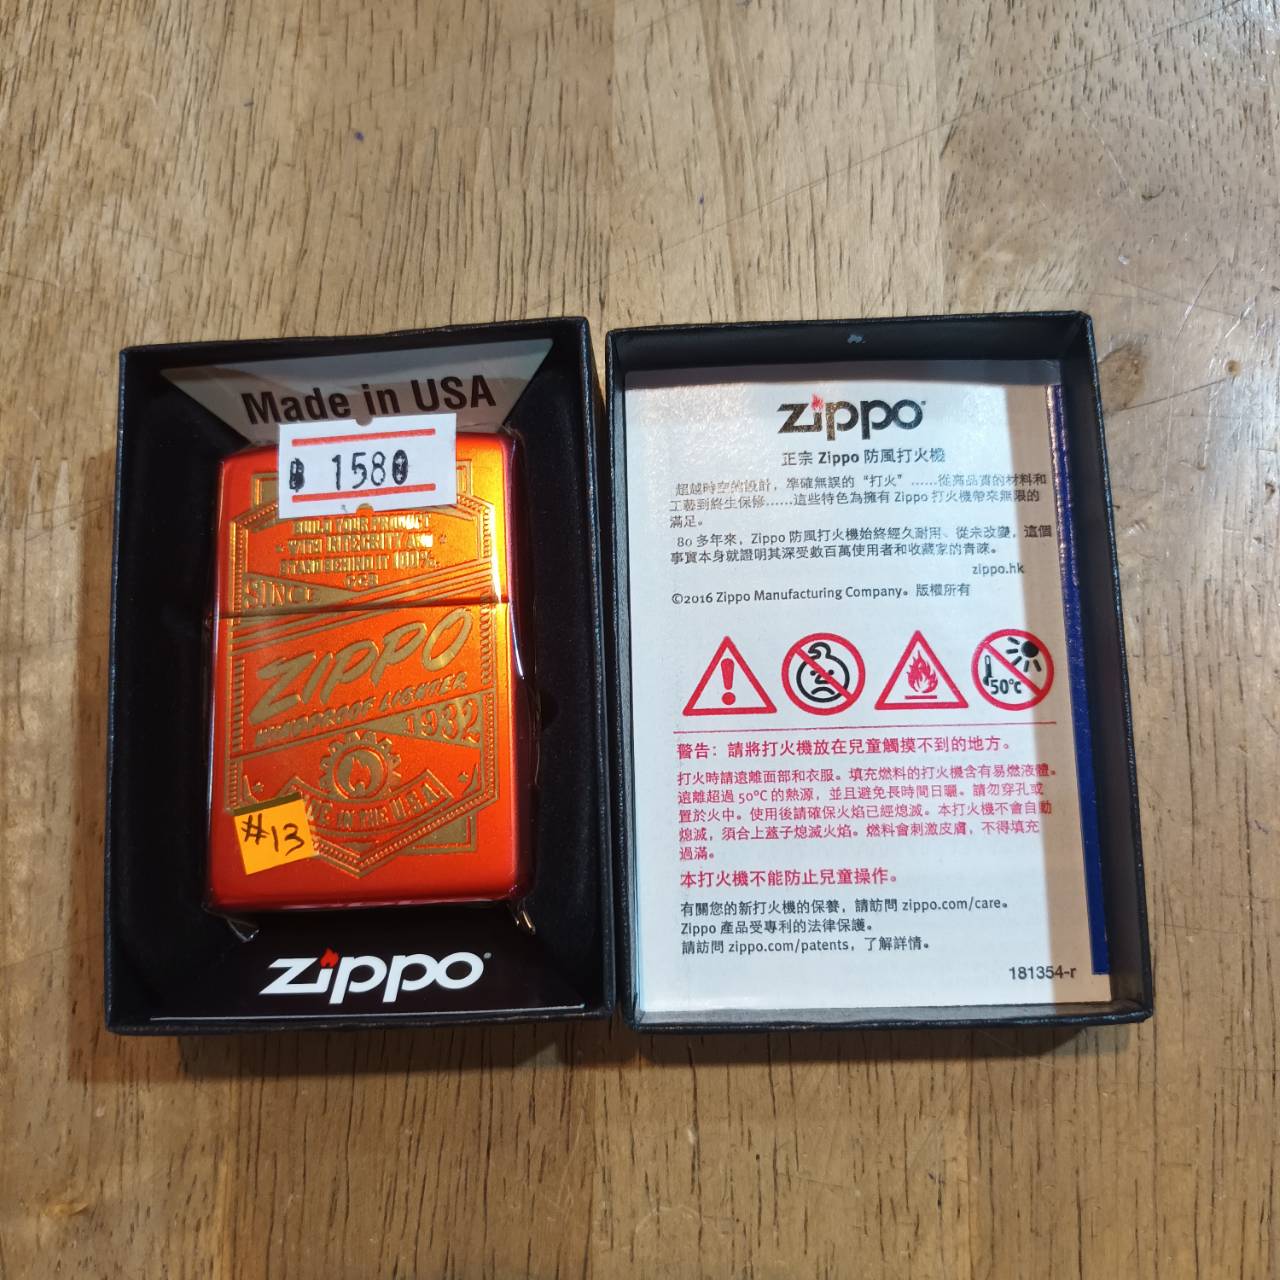 Made in USA
฿ 1580
BUILD YOUR PRODUCT
WITH INTEGRITY AND
STAND BEHIND IT 100%.
GGB
SINCE
ZIPPO
WINDPROOF LIGHTER
1932
MADE IN THE USA
#13
zippo
zippo
正宗 Zippo 防風打火機
超越時空的設計，準確無誤的“打火”……從高品質的材料和
工藝到終生保修……這些特色為擁有 Zippo 打火機帶來無限的
滿足。
80 多年來，Zippo 防風打火機始終經久耐用、從未改變，這個
事實本身就證明其深受數百萬使用者和收藏家的青睞。
zippo.hk
©2016 Zippo Manufacturing Company。版權所有
50°C
警告：請將打火機放在兒童觸摸不到的地方。
打火時請遠離面部和衣服。填充燃料的打火機含有易燃液體。
遠離超過 50°C 的熱源，並且避免長時間日曬。請勿穿孔或
置於火中。使用後請確保火焰已經熄滅。本打火機不會自動
熄滅，須合上蓋子熄滅火焰。燃料會刺激皮膚，不得填充
過滿。
本打火機不能防止兒童操作。
有關您的新打火機的保養，請訪問 zippo.com/care。
Zippo 產品受專利的法律保護。
請訪問 zippo.com/patents，了解詳情。
181354-r